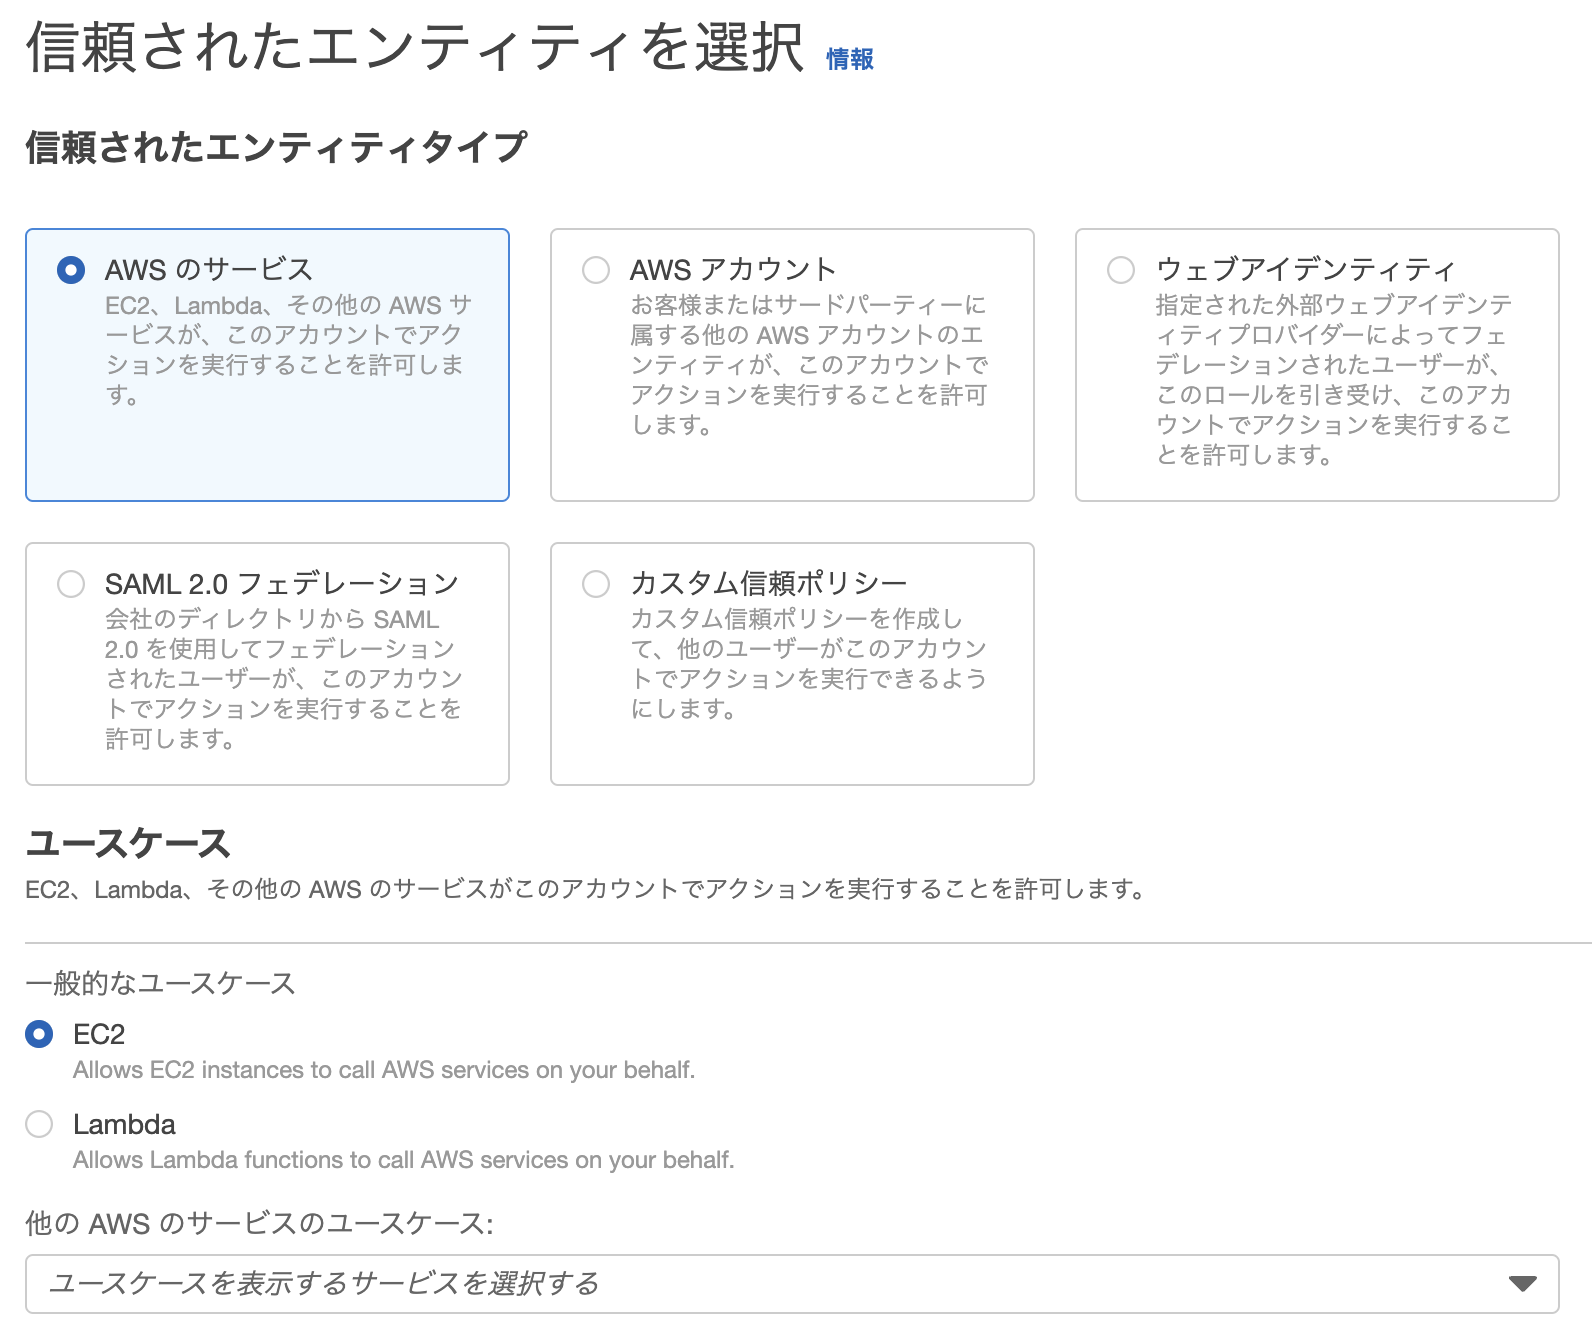 信頼されたエンティティを選択 情報
信頼されたエンティティタイプ
AWS のサービス
EC2、Lambda、その他の AWS サ
ービスが、このアカウントでアク
ションを実行することを許可しま
す。
AWS アカウント
お客様またはサードパーティーに
属する他の AWS アカウントのエ
ンティティが、このアカウントで
アクションを実行することを許可
します。
ウェブアイデンティティ
指定された外部ウェブアイデンテ
ィティプロバイダーによってフェ
デレーションされたユーザーが、
このロールを引き受け、このアカ
ウントでアクションを実行するこ
とを許可します。
SAML 2.0 フェデレーション
会社のディレクトリから SAML
2.0 を使用してフェデレーション
されたユーザーが、このアカウン
トでアクションを実行することを
許可します。
カスタム信頼ポリシー
カスタム信頼ポリシーを作成し
て、他のユーザーがこのアカウン
トでアクションを実行できるよう
にします。
ユースケース
EC2、Lambda、その他の AWS のサービスがこのアカウントでアクションを実行することを許可します。
一般的なユースケース
EC2
Allows EC2 instances to call AWS services on your behalf.
Lambda
Allows Lambda functions to call AWS services on your behalf.
他の AWS のサービスのユースケース:
ユースケースを表示するサービスを選択する